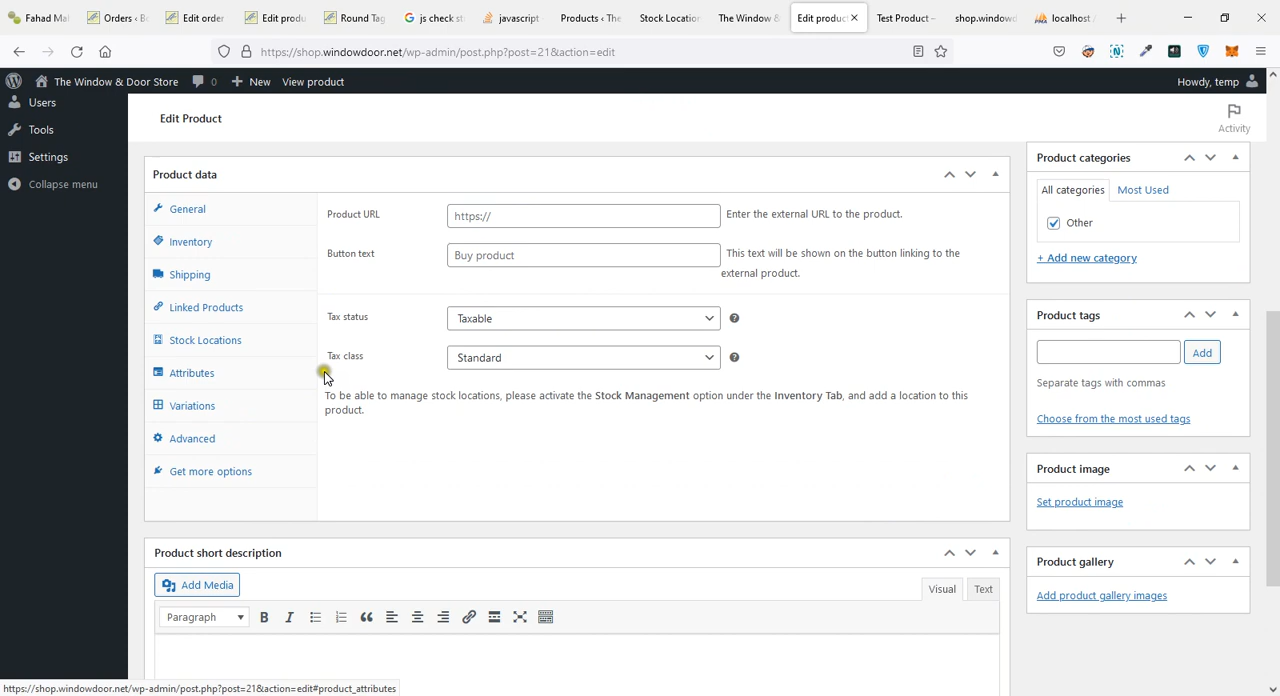 Fahad Ma
Orders ‹ B
Edit order
Edit produ
Round Tag
js check st
javascript
Products ‹ The
Stock Location
The Window &
Edit produc
Test Product –
shop.windowd
localhost /
https://shop.windowdoor.net/wp-admin/post.php?post=21&action=edit
The Window & Door Store
0
New
View product
Howdy, temp
Users
Tools
Settings
Collapse menu
Edit Product
Activity
Product data
General
Inventory
Shipping
Linked Products
Stock Locations
Attributes
Variations
Advanced
Get more options
Product URL
https://
Enter the external URL to the product.
Button text
Buy product
This text will be shown on the button linking to the
external product.
Tax status
Taxable
Tax class
Standard
To be able to manage stock locations, please activate the Stock Management option under the Inventory Tab, and add a location to this
product.
Product short description
Add Media
Visual
Text
Paragraph
B
I
Product categories
All categories
Most Used
Other
+ Add new category
Product tags
Add
Separate tags with commas
Choose from the most used tags
Product image
Set product image
Product gallery
Add product gallery images
https://shop.windowdoor.net/wp-admin/post.php?post=21&action=edit#product_attributes